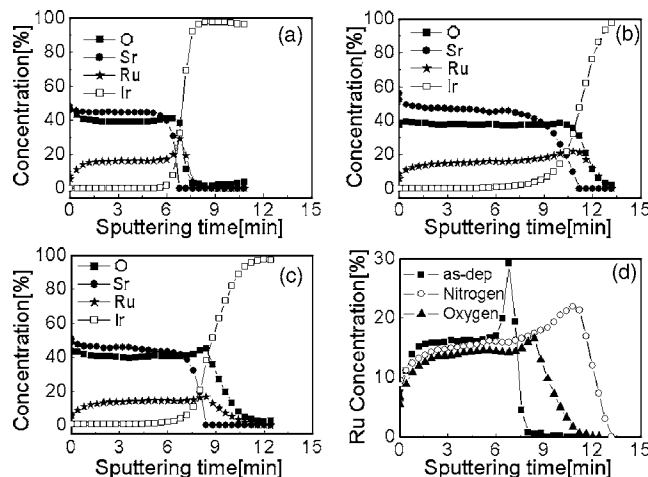 Concentration[%]
100
80
60
40
20
0
O
Sr
Ru
Ir
(a)
0 3 6 9 12 15
Sputtering time[min]
Concentration[%]
100
80
60
40
20
0
O
Sr
Ru
Ir
(b)
0 3 6 9 12 15
Sputtering time[min]
Concentration[%]
100
80
60
40
20
0
O
Sr
Ru
Ir
(c)
0 3 6 9 12 15
Sputtering time[min]
Ru Concentration[%]
30
20
10
0
as-dep
Nitrogen
Oxygen
(d)
0 3 6 9 12 15
Sputtering time[min]